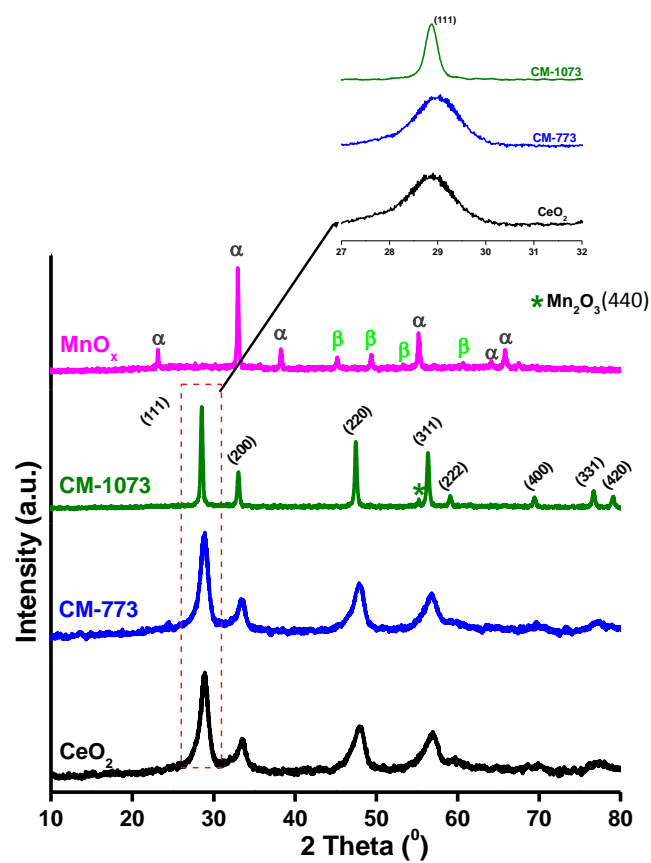 (111)
CM-1073
CM-773
CeO2
27 28 29 30 31 32
α
* Mn2O3(440)
MnOx
α α β β β α β α α
(111) (200) (220) (311) (222) (400) (331) (420)
CM-1073
*
CM-773
CeO2
10 20 30 40 50 60 70 80
2 Theta (0)
Intensity (a.u.)